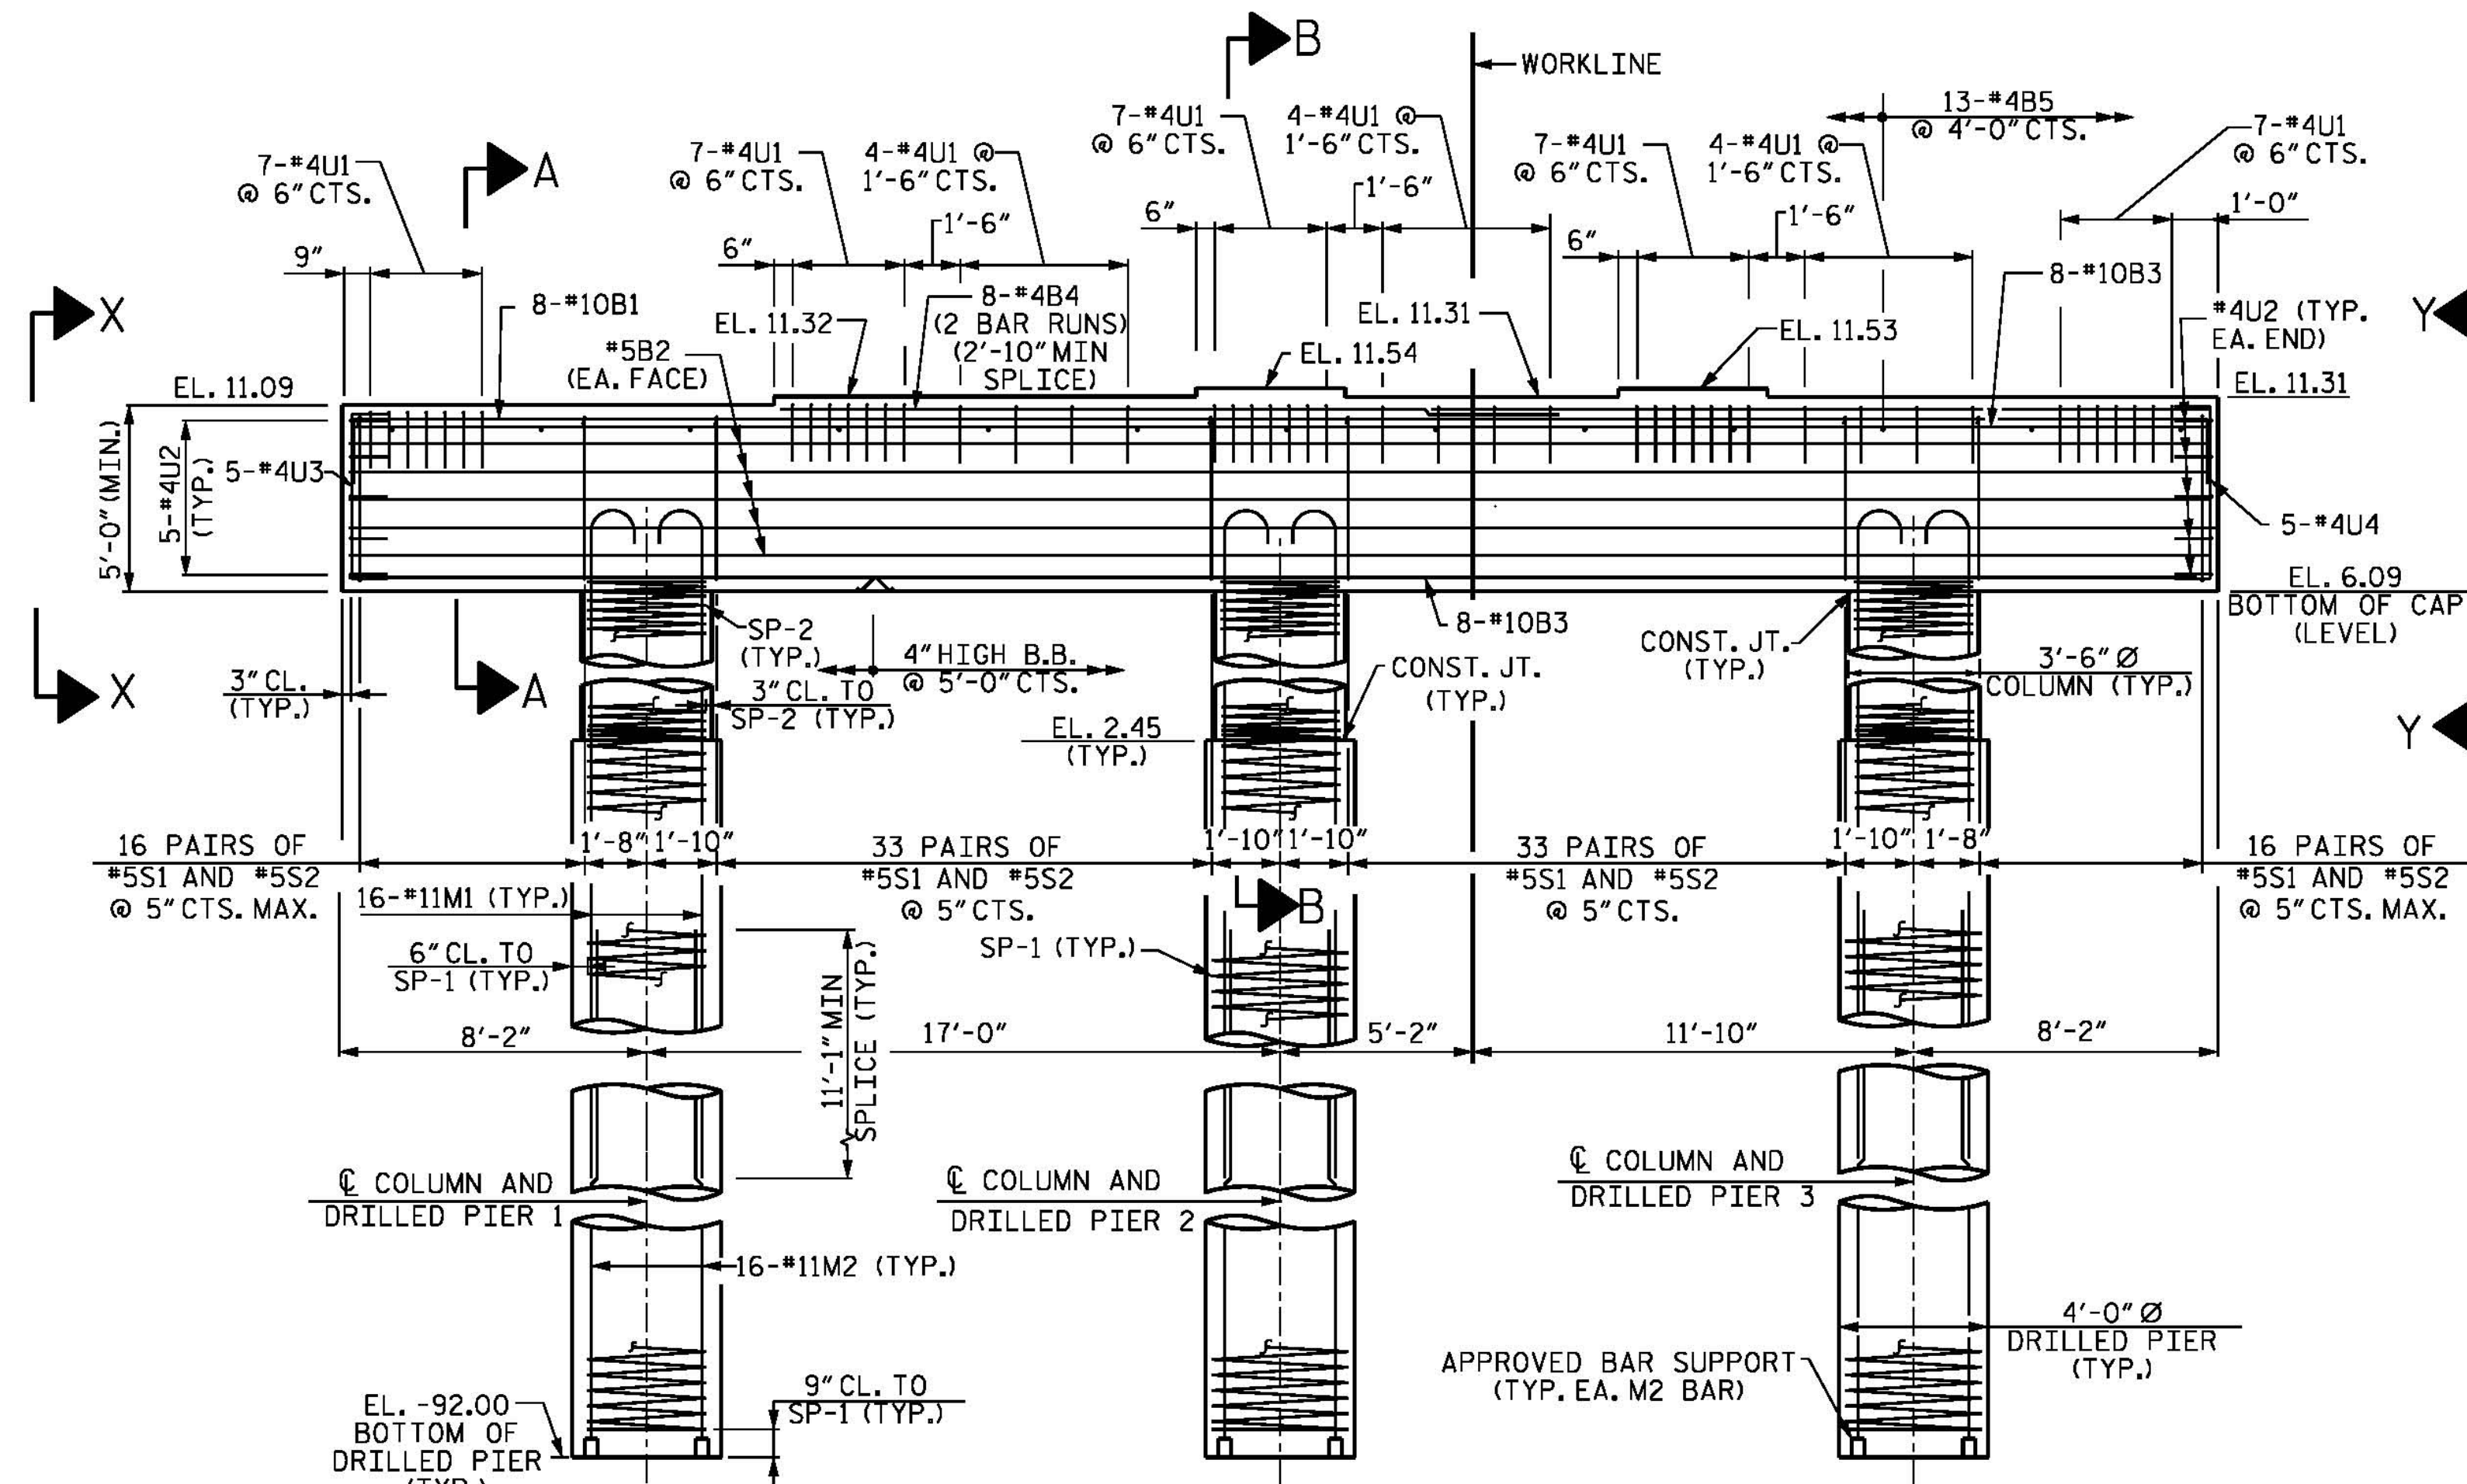 B
WORKLINE
A
7-#4U1
@ 6" CTS.
7-#4U1
@ 6" CTS.
4-#4U1 @
1'-6" CTS.
7-#4U1
@ 6" CTS.
4-#4U1 @
1'-6" CTS.
7-#4U1
@ 6" CTS.
4-#4U1 @
1'-6" CTS.
13-#4B5
@ 4'-0" CTS.
7-#4U1
@ 6" CTS.
9"
6"
1'-6"
6"
1'-6"
6"
1'-6"
1'-0"
X
8-#10B1
#5B2
(EA. FACE)
EL. 11.32
8-#4B4
(2 BAR RUNS)
(2'-10" MIN
SPLICE)
EL. 11.31
EL. 11.54
EL. 11.53
8-#10B3
#4U2 (TYP.
EA. END)
Y
EL. 11.09
EL. 11.31
5'-0" (MIN.)
5-#4U2
(TYP.)
5-#4U3
5-#4U4
EL. 6.09
BOTTOM OF CAP
(LEVEL)
X
3" CL.
(TYP.)
A
SP-2
(TYP.)
4" HIGH B.B.
@ 5'-0" CTS.
3" CL. TO
SP-2 (TYP.)
8-#10B3
CONST. JT.
(TYP.)
CONST. JT.
(TYP.)
3'-6" Ø
COLUMN (TYP.)
EL. 2.45
(TYP.)
Y
16 PAIRS OF
#5S1 AND #5S2
@ 5" CTS. MAX.
1'-8"
1'-10"
33 PAIRS OF
#5S1 AND #5S2
@ 5" CTS.
1'-10"
1'-10"
33 PAIRS OF
#5S1 AND #5S2
@ 5" CTS.
1'-10"
1'-8"
16 PAIRS OF
#5S1 AND #5S2
@ 5" CTS. MAX.
16-#11M1 (TYP.)
B
6" CL. TO
SP-1 (TYP.)
SP-1 (TYP.)
11'-1" MIN
SPLICE (TYP.)
8'-2"
17'-0"
5'-2"
11'-10"
8'-2"
℄ COLUMN AND
DRILLED PIER 1
℄ COLUMN AND
DRILLED PIER 2
℄ COLUMN AND
DRILLED PIER 3
16-#11M2 (TYP.)
4'-0" Ø
DRILLED PIER
(TYP.)
APPROVED BAR SUPPORT
(TYP. EA. M2 BAR)
9" CL. TO
SP-1 (TYP.)
EL. -92.00
BOTTOM OF
DRILLED PIER